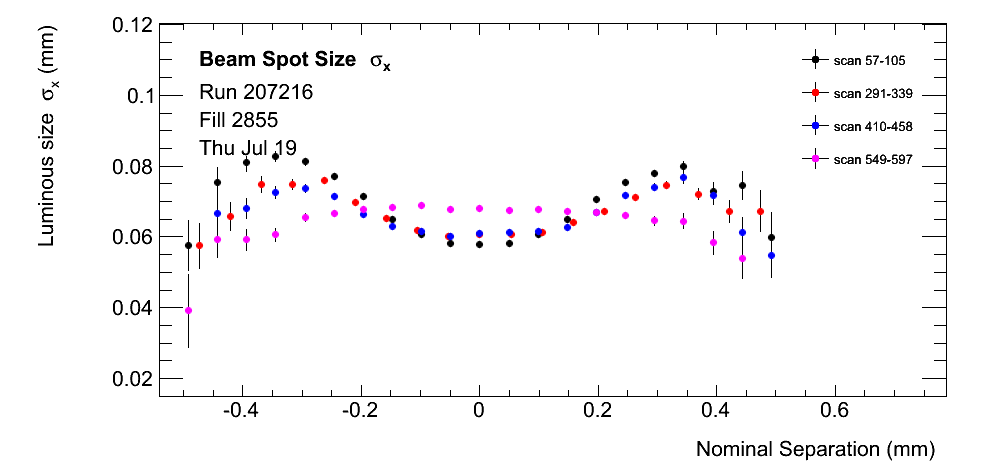 Luminous size σx (mm)
0.12
0.1
0.08
0.06
0.04
0.02
Beam Spot Size σx
Run 207216
Fill 2855
Thu Jul 19
scan 57-105
scan 291-339
scan 410-458
scan 549-597
-0.4
-0.2
0
0.2
0.4
0.6
Nominal Separation (mm)